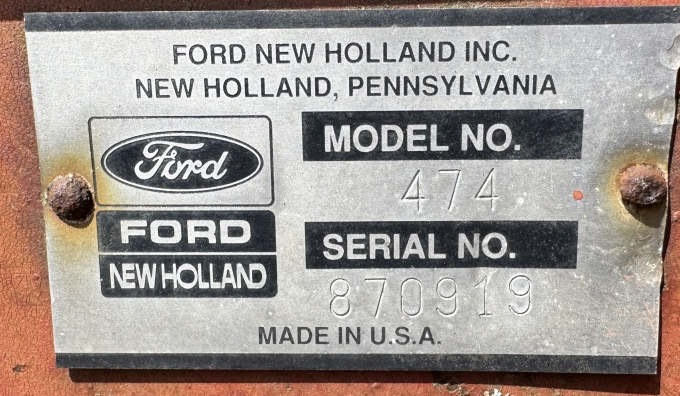 FORD NEW HOLLAND INC.
NEW HOLLAND, PENNSYLVANIA
Ford
FORD
NEW HOLLAND
MODEL NO.
474
SERIAL NO.
870919
MADE IN U.S.A.